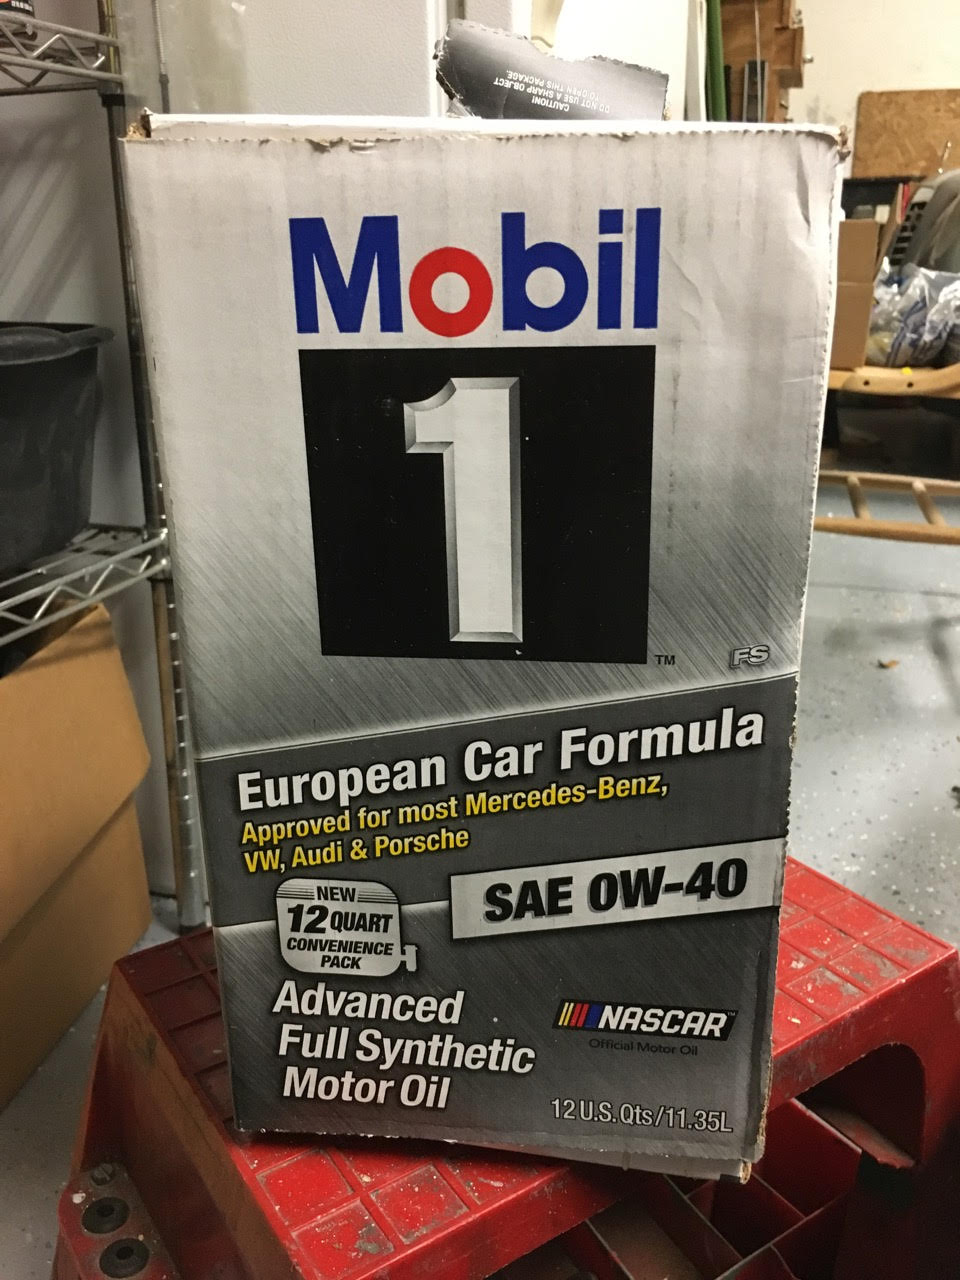 CAUTION!
DO NOT USE A SHARP OBJECT
TO OPEN THIS PACKAGE.
Mobil
1
TM
FS
European Car Formula
Approved for most Mercedes-Benz,
VW, Audi & Porsche
SAE 0W-40
NEW
12 QUART
CONVENIENCE
PACK
Advanced
Full Synthetic
Motor Oil
NASCAR
Official Motor Oil
12 U.S. Qts/11.35L